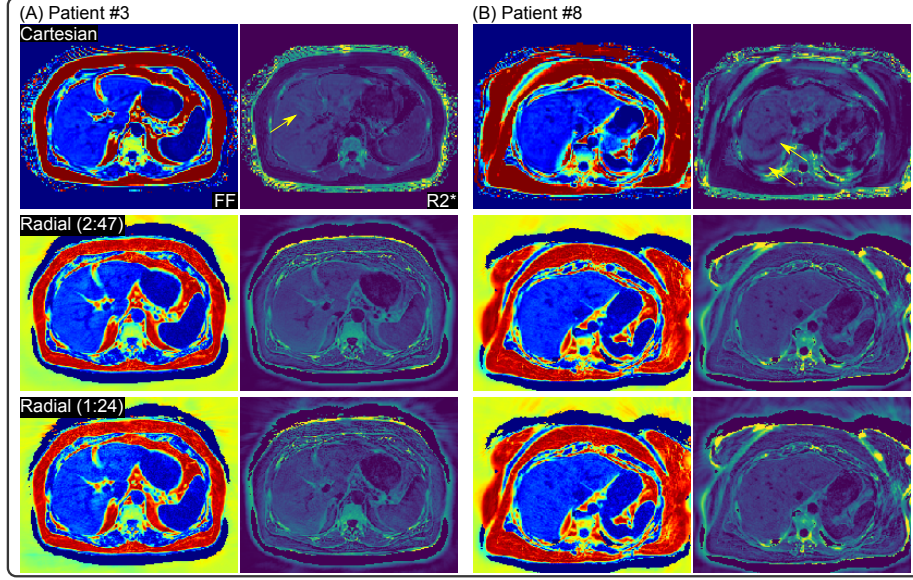 (A) Patient #3
(B) Patient #8
Cartesian
FF
R2*
Radial (2:47)
Radial (1:24)